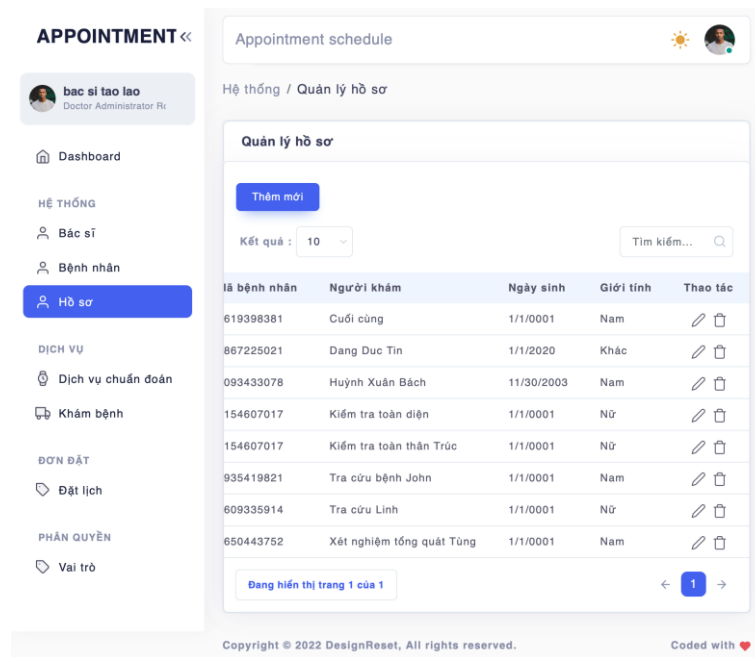 APPOINTMENT
Appointment schedule
bac si tao lao
Doctor Administrator
Hệ thống / Quản lý hồ sơ
Dashboard
HỆ THỐNG
Bác sĩ
Bệnh nhân
Hồ sơ
DỊCH VỤ
Dịch vụ chuẩn đoán
Khám bệnh
ĐƠN ĐẶT
Đặt lịch
PHÂN QUYỀN
Vai trò
Quản lý hồ sơ
Thêm mới
Kết quả : 10 Tìm kiếm...
bệnh nhân Người khám Ngày sinh Giới tính Thao tác
619398381 Cuối cùng 1/1/0001 Nam
867225021 Dang Duc Tin 1/1/2020 Khác
093433078 Huỳnh Xuân Bách 11/30/2003 Nam
154607017 Kiểm tra toàn diện 1/1/0001 Nữ
154607017 Kiểm tra toàn thân Trúc 1/1/0001 Nữ
935419821 Tra cứu bệnh John 1/1/0001 Nam
609335914 Tra cứu Linh 1/1/0001 Nữ
650443752 Xét nghiệm tổng quát Tùng 1/1/0001 Nam
Đang hiển thị trang 1 của 1 1
Copyright © 2022 DesignReset, All rights reserved. Coded with